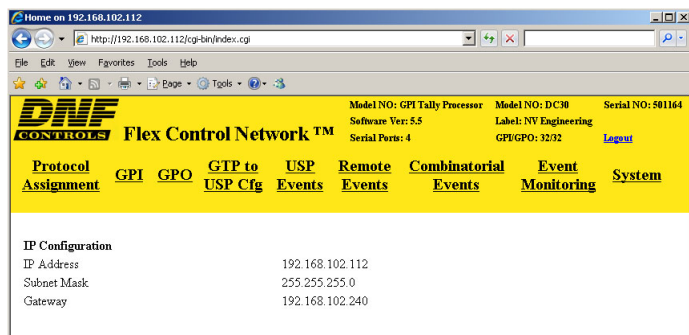 Home on 192.168.102.112
http://192.168.102.112/cgi-bin/index.cgi
File Edit View Favorites Tools Help
Page Tools
DNF CONTROLS Flex Control Network ™
Model NO: GPI Tally Processor Model NO: DC30 Serial NO: 501164
Software Ver: 5.5 Label: NV Engineering
Serial Ports: 4 GPI/GPO: 32/32 Logout
Protocol Assignment GPI GPO GTP to USP Cfg USP Events Remote Events Combinatorial Events Event Monitoring System
IP Configuration
IP Address 192.168.102.112
Subnet Mask 255.255.255.0
Gateway 192.168.102.240